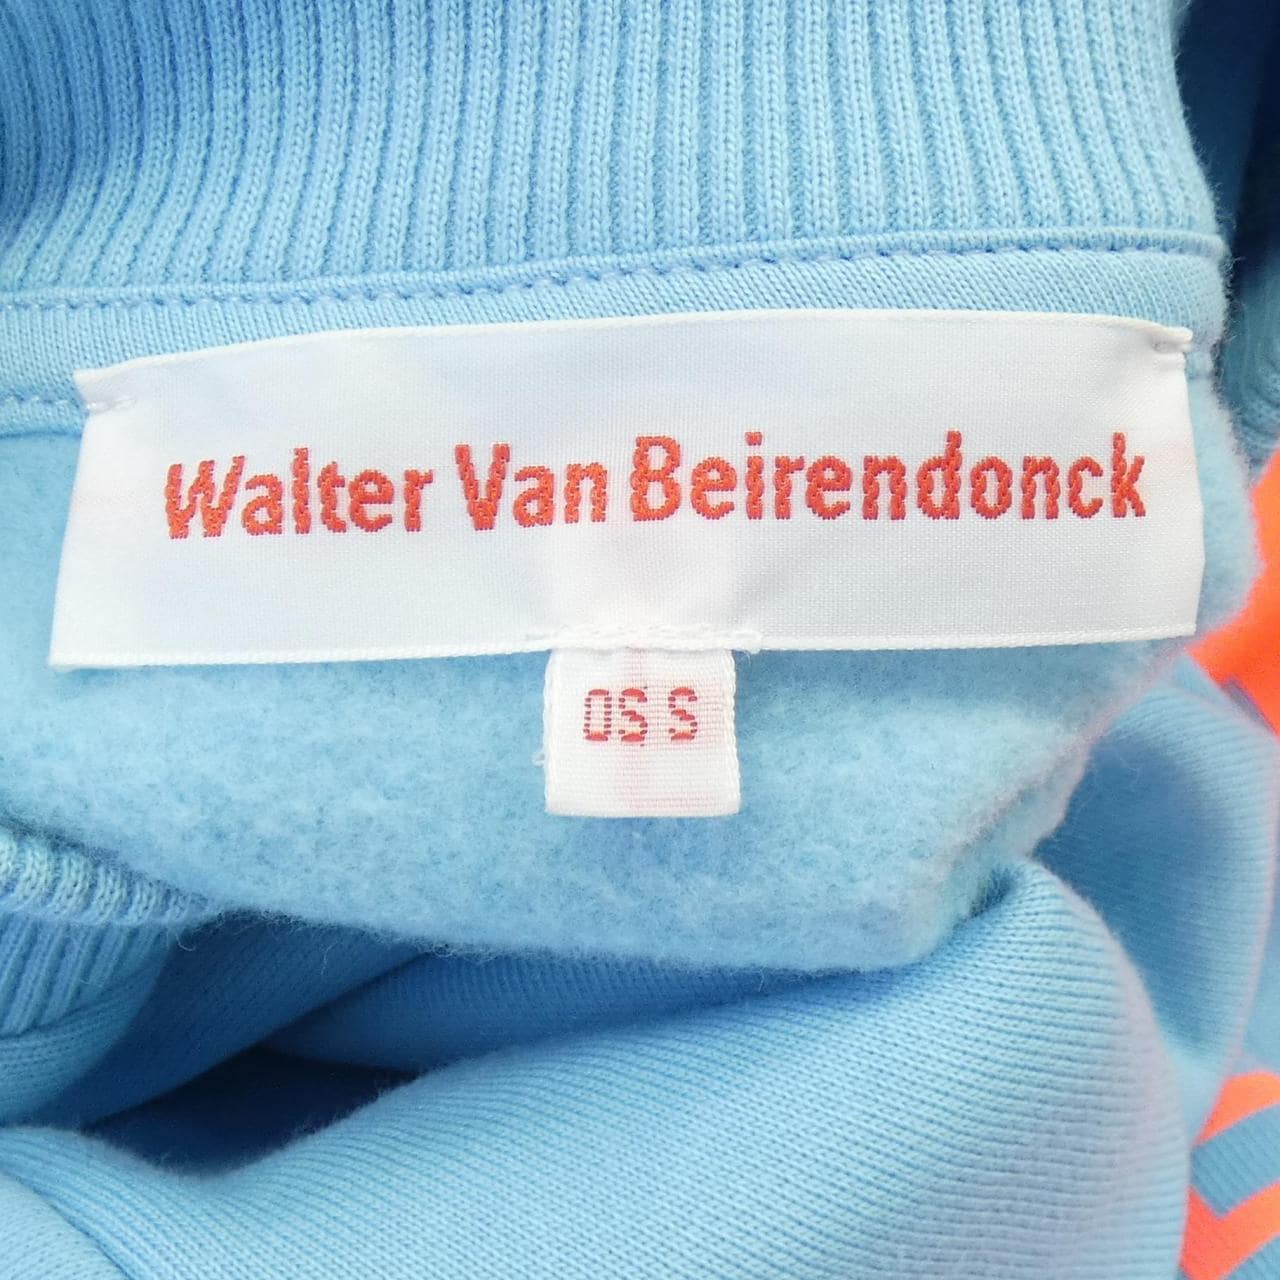 Walter Van Beirendonck
OS S